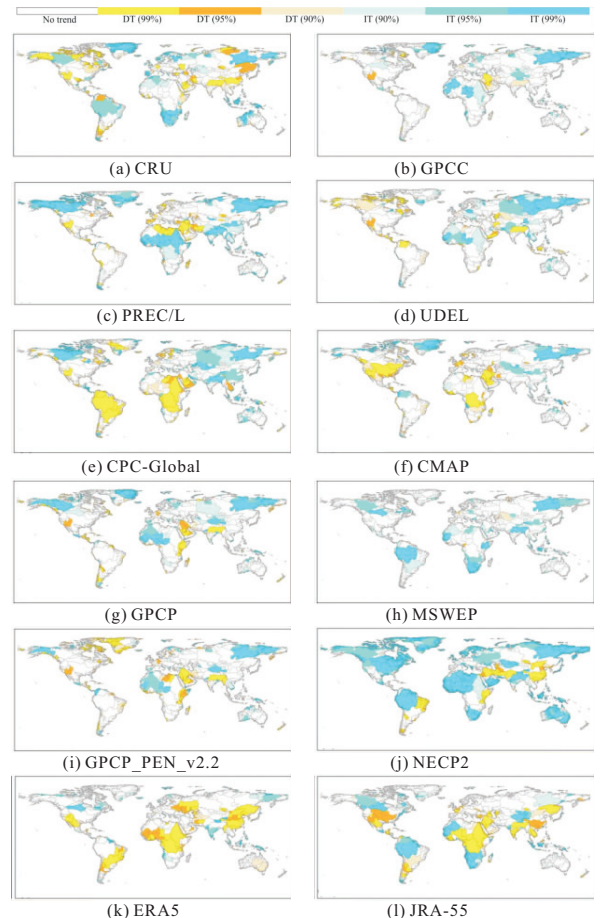 No trend DT (99%) DT (95%) DT (90%) IT (90%) IT (95%) IT (99%)
(a) CRU (b) GPCC
(c) PREC/L (d) UDEL
(e) CPC-Global (f) CMAP
(g) GPCP (h) MSWEP
(i) GPCP_PEN_v2.2 (j) NECP2
(k) ERA5 (l) JRA-55